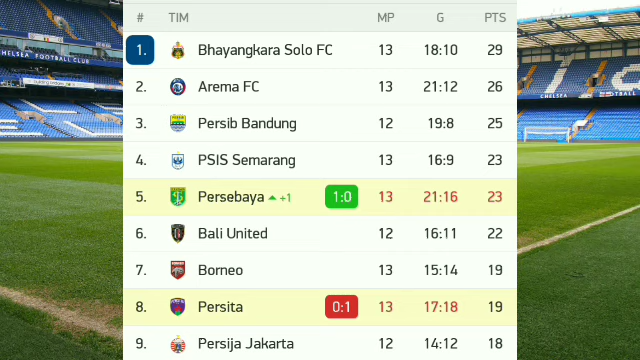 # TIM MP G PTS
1. Bhayangkara Solo FC 13 18:10 29
2. Arema FC 13 21:12 26
3. Persib Bandung 12 19:8 25
4. PSIS Semarang 13 16:9 23
5. Persebaya +1 1:0 13 21:16 23
6. Bali United 12 16:11 22
7. Borneo 13 15:14 19
8. Persita 0:1 13 17:18 19
9. Persija Jakarta 12 14:12 18
CHELSEA FOOTBALL CLUB
CHELSEA